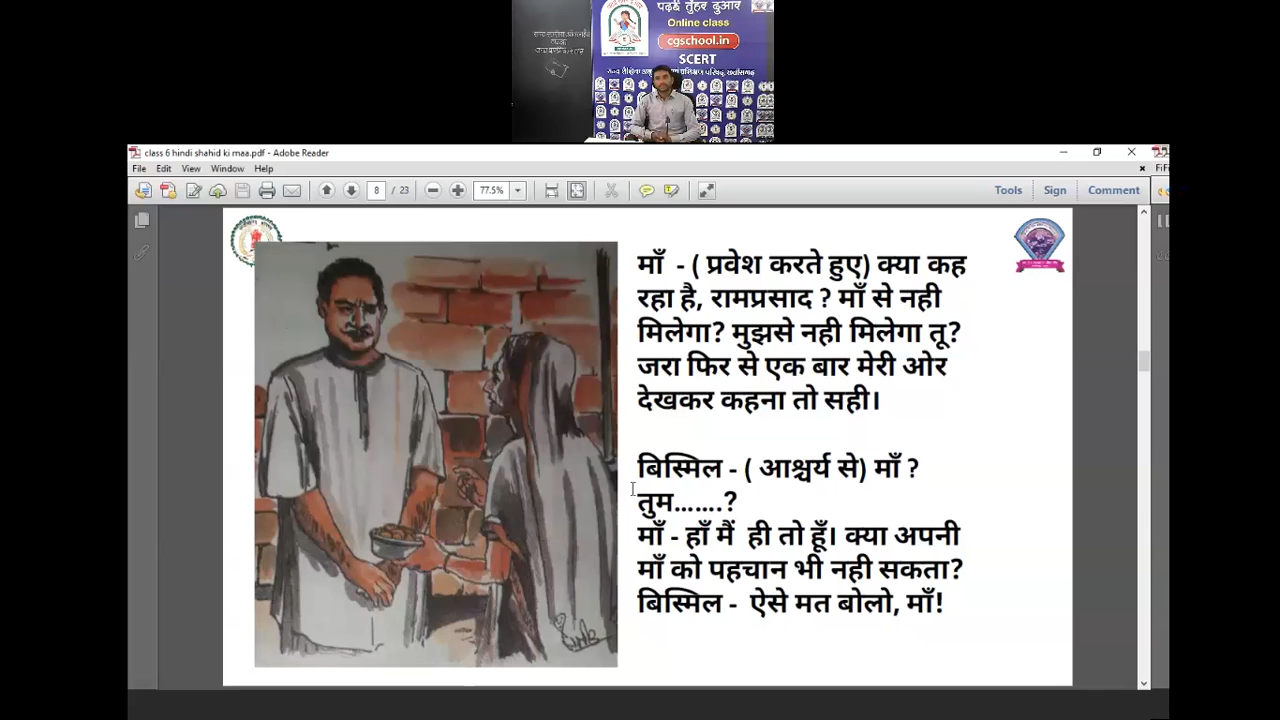 पढ़ई तुंहर दुआर
Online class
cgschool.in
SCERT
class 6 hindi shahid ki maa.pdf - Adobe Reader
File Edit View Window Help
8 / 23 77.5% Tools Sign Comment
माँ - ( प्रवेश करते हुए) क्या कह
रहा है, रामप्रसाद ? माँ से नही
मिलेगा? मुझसे नही मिलेगा तू?
जरा फिर से एक बार मेरी ओर
देखकर कहना तो सही।
बिस्मिल - ( आश्चर्य से) माँ ?
तुम.......?
माँ - हाँ मैं ही तो हूँ। क्या अपनी
माँ को पहचान भी नही सकता?
बिस्मिल - ऐसे मत बोलो, माँ!